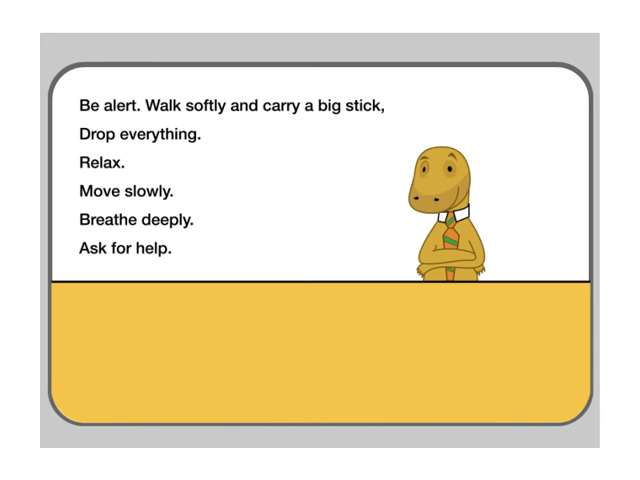 Be alert. Walk softly and carry a big stick,
Drop everything.
Relax.
Move slowly.
Breathe deeply.
Ask for help.